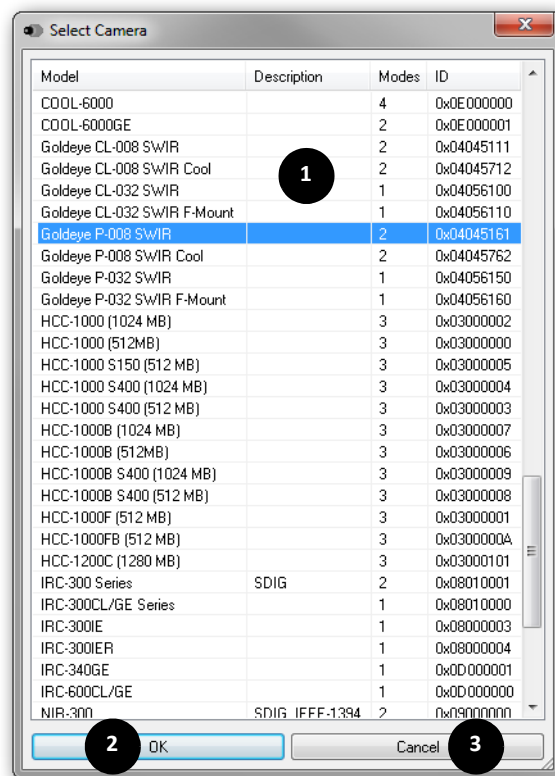 Select Camera
Model Description Modes ID
COOL-6000 4 0x0E000000
COOL-6000GE 2 0x0E000001
Goldeye CL-008 SWIR 2 0x04045111
Goldeye CL-008 SWIR Cool 2 0x04045712
Goldeye CL-032 SWIR 1 0x04056100
Goldeye CL-032 SWIR F-Mount 1 0x04056110
Goldeye P-008 SWIR 2 0x04045161
Goldeye P-008 SWIR Cool 2 0x04045762
Goldeye P-032 SWIR 1 0x04056150
Goldeye P-032 SWIR F-Mount 1 0x04056160
HCC-1000 (1024 MB) 3 0x03000002
HCC-1000 (512MB) 3 0x03000000
HCC-1000 S150 (512 MB) 3 0x03000005
HCC-1000 S400 (1024 MB) 3 0x03000004
HCC-1000 S400 (512 MB) 3 0x03000003
HCC-1000B (1024 MB) 3 0x03000007
HCC-1000B (512MB) 3 0x03000006
HCC-1000B S400 (1024 MB) 3 0x03000009
HCC-1000B S400 (512 MB) 3 0x03000008
HCC-1000F (512 MB) 3 0x03000001
HCC-1000FB (512 MB) 3 0x0300000A
HCC-1200C (1280 MB) 3 0x03000101
IRC-300 Series SDIG 2 0x08010001
IRC-300CL/GE Series 1 0x08010000
IRC-300IE 1 0x08000003
IRC-300IER 1 0x08000004
IRC-340GE 1 0x0D000001
IRC-600CL/GE 1 0x0D000000
NIR-300 SDIG, IEEE-1394 2 0x09000000
1
2 OK Cancel 3